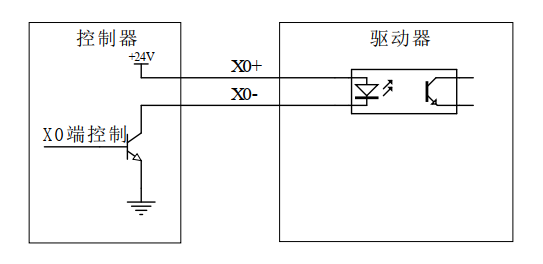 控制器
驱动器
+24V
X0+
X0-
X0端控制